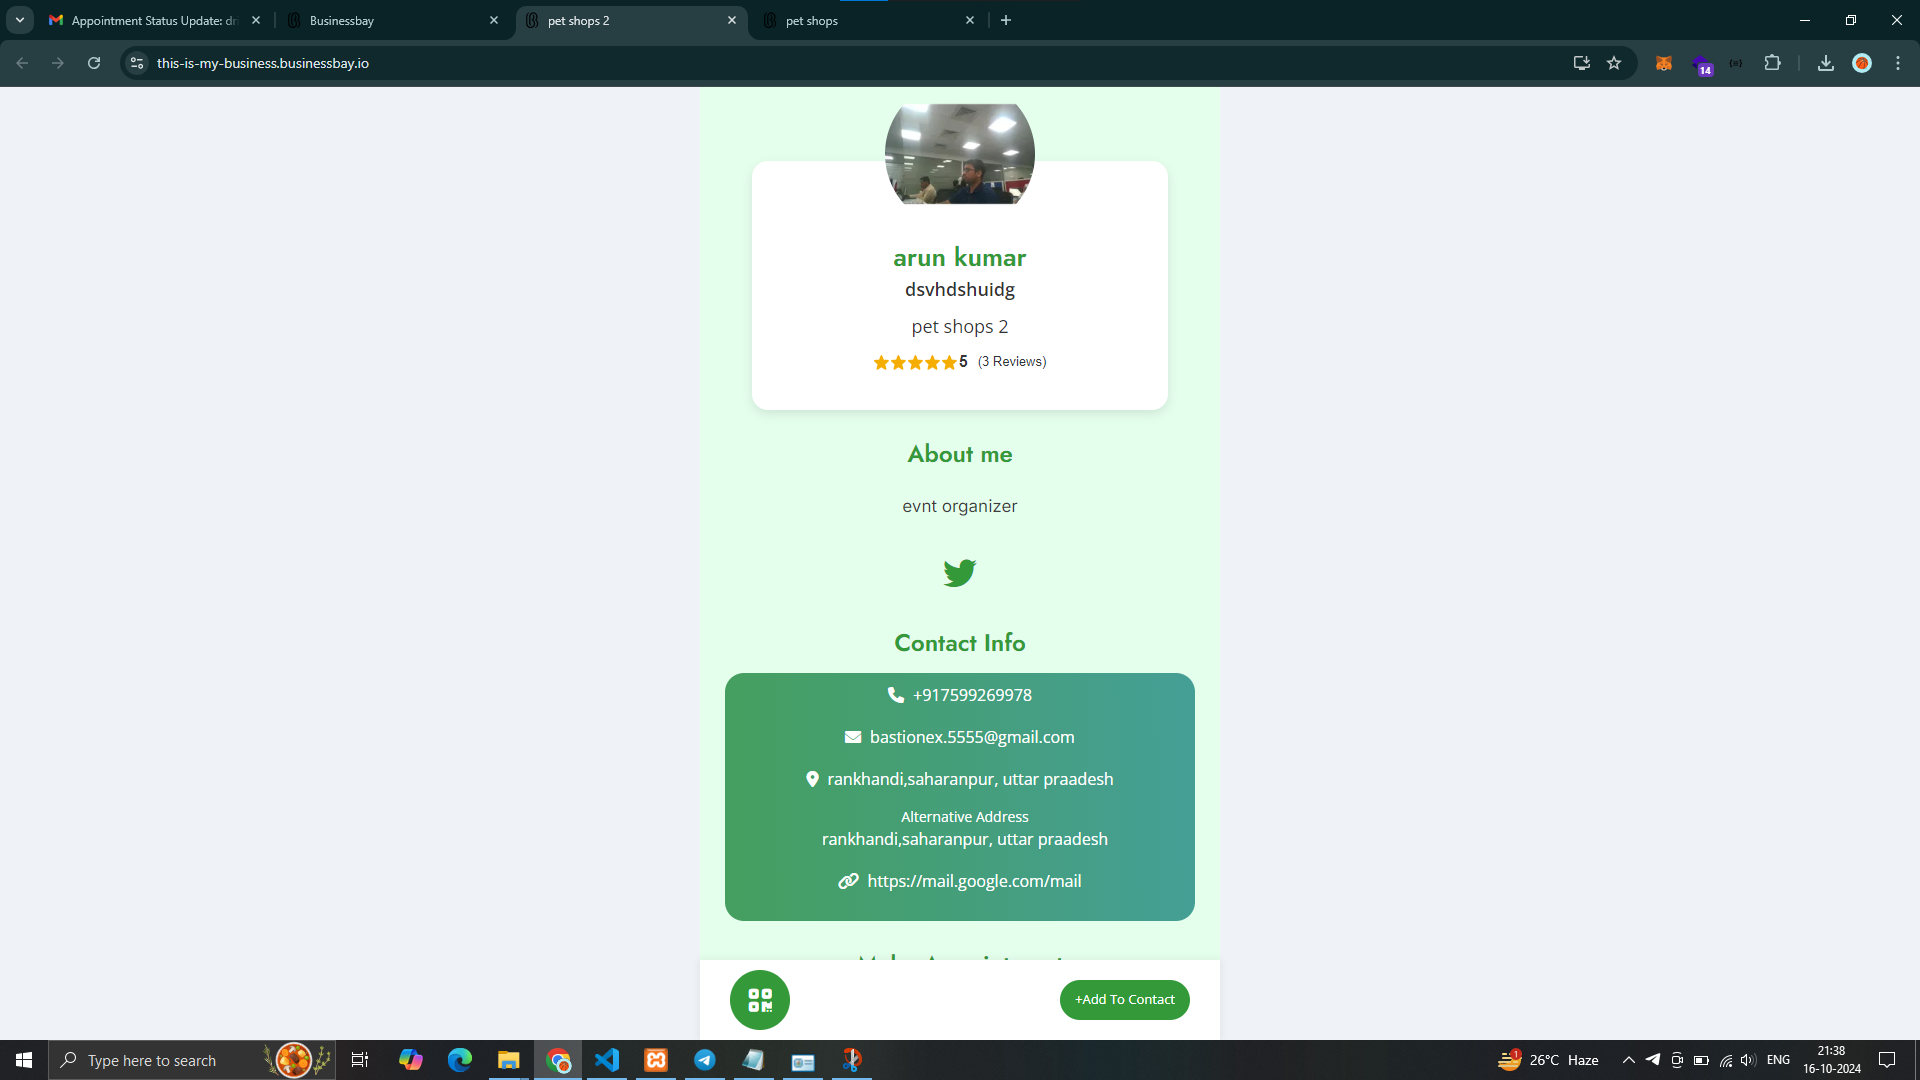 Appointment Status Update: dr
Businessbay
pet shops 2
pet shops
this-is-my-business.businessbay.io
14
arun kumar
dsvhdshuidg
pet shops 2
5 (3 Reviews)
About me
evnt organizer
Contact Info
+917599269978
bastionex.5555@gmail.com
rankhandi,saharanpur, uttar praadesh
Alternative Address
rankhandi,saharanpur, uttar praadesh
https://mail.google.com/mail
+Add To Contact
Type here to search
1
26°C Haze
ENG
21:38
16-10-2024